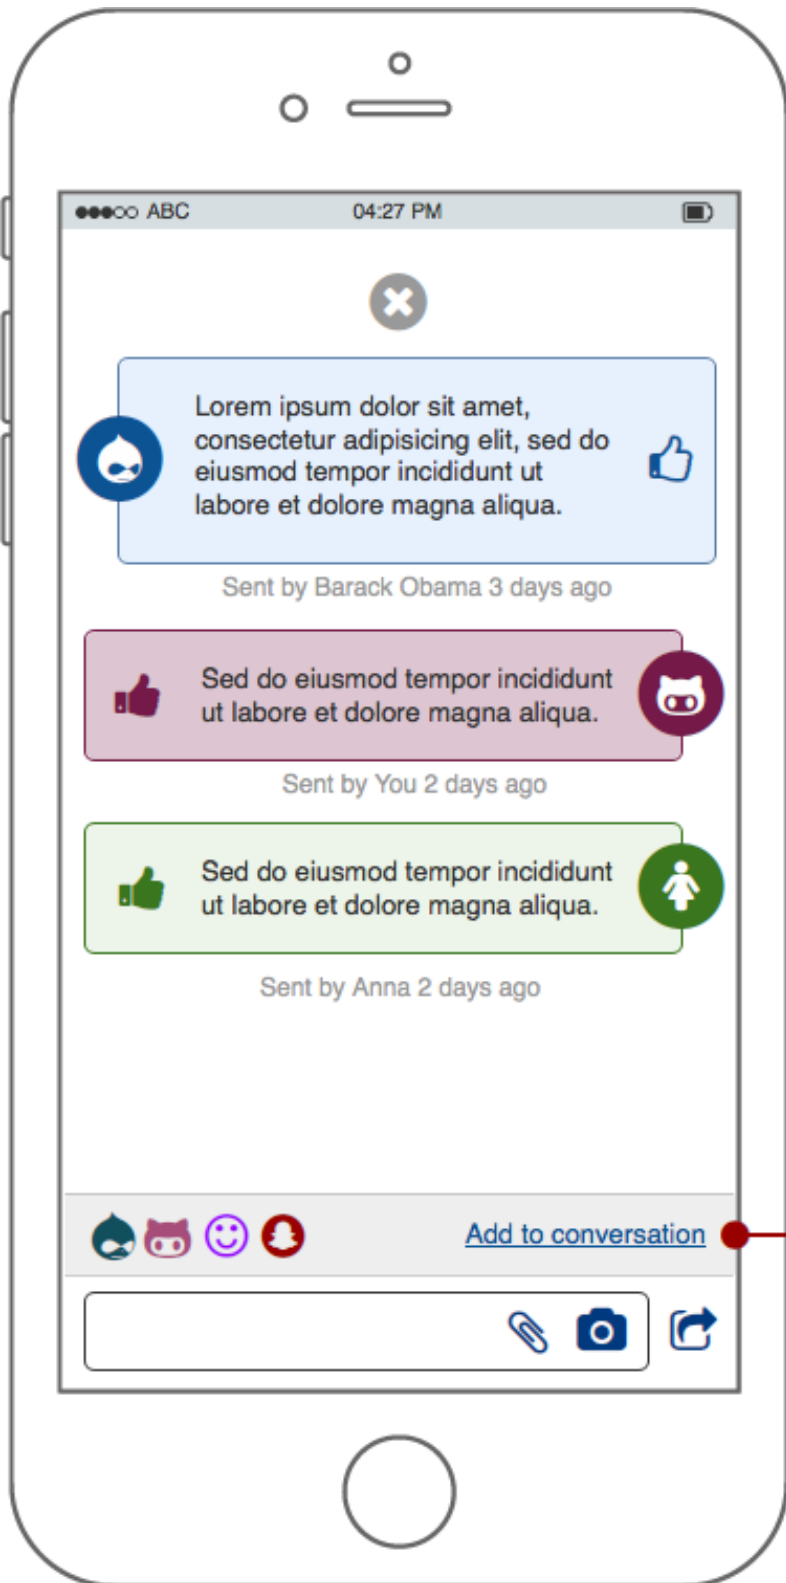 ABC 04:27 PM
Lorem ipsum dolor sit amet,
consectetur adipisicing elit, sed do
eiusmod tempor incididunt ut
labore et dolore magna aliqua.
Sent by Barack Obama 3 days ago
Sed do eiusmod tempor incididunt
ut labore et dolore magna aliqua.
Sent by You 2 days ago
Sed do eiusmod tempor incididunt
ut labore et dolore magna aliqua.
Sent by Anna 2 days ago
Add to conversation